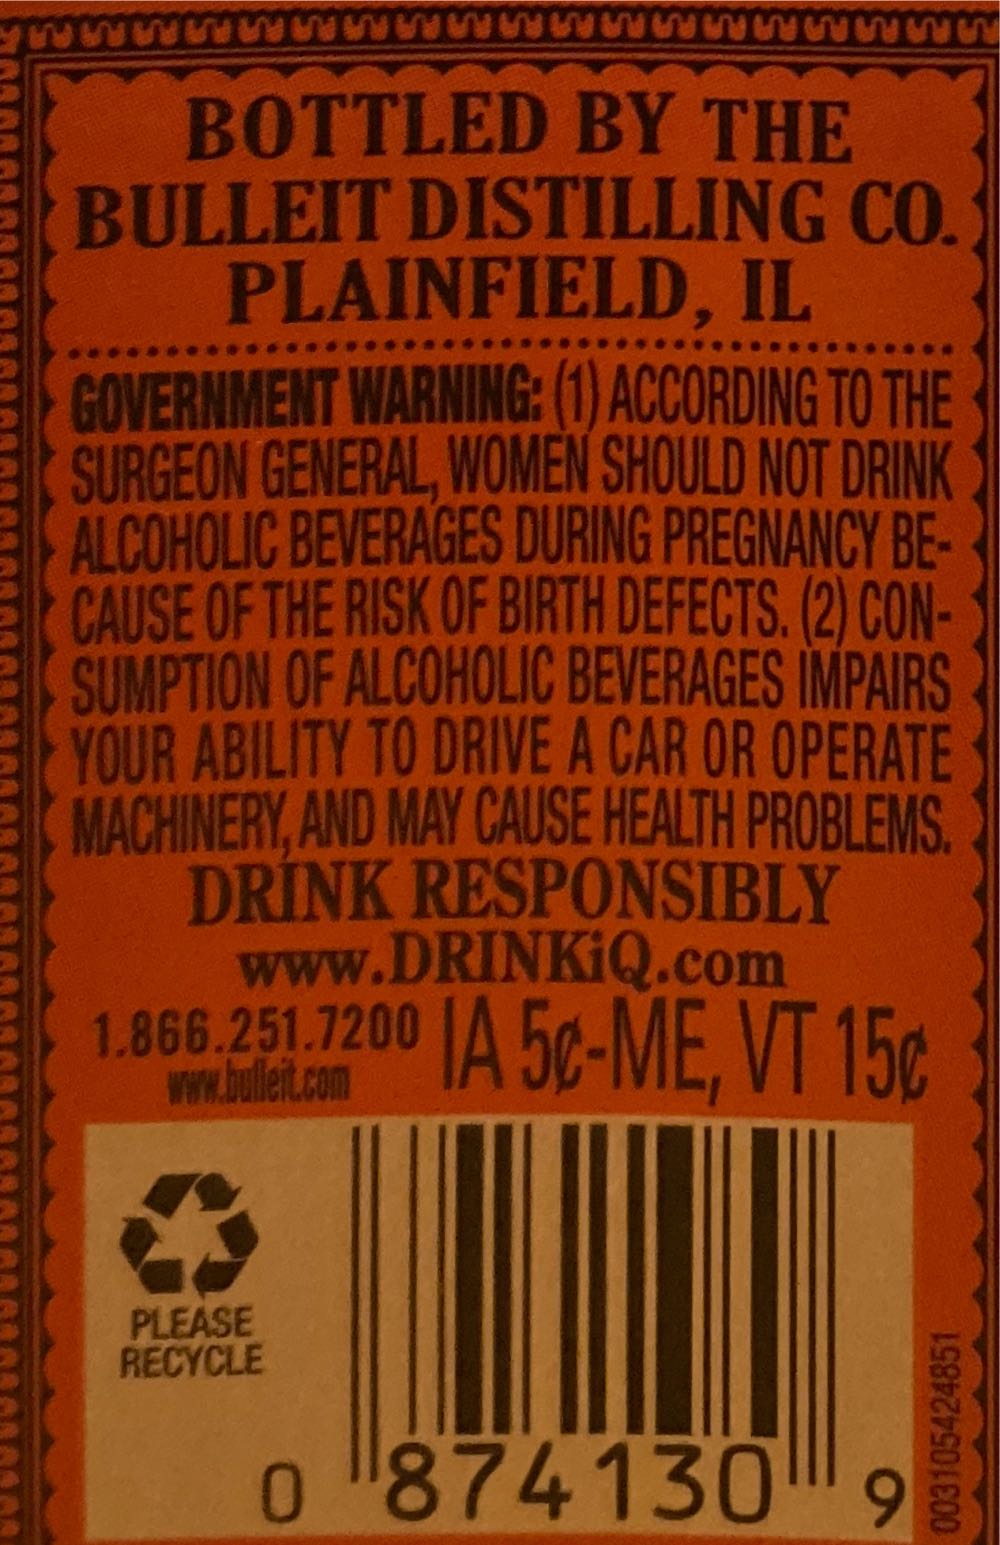 BOTTLED BY THE
BULLEIT DISTILLING CO.
PLAINFIELD, IL
GOVERNMENT WARNING: (1) ACCORDING TO THE
SURGEON GENERAL, WOMEN SHOULD NOT DRINK
ALCOHOLIC BEVERAGES DURING PREGNANCY BE-
CAUSE OF THE RISK OF BIRTH DEFECTS. (2) CON-
SUMPTION OF ALCOHOLIC BEVERAGES IMPAIRS
YOUR ABILITY TO DRIVE A CAR OR OPERATE
MACHINERY, AND MAY CAUSE HEALTH PROBLEMS.
DRINK RESPONSIBLY
www.DRINKiQ.com
1.866.251.7200
www.bulleit.com
IA 5¢-ME, VT 15¢
PLEASE
RECYCLE
0 874130 9
003105424851